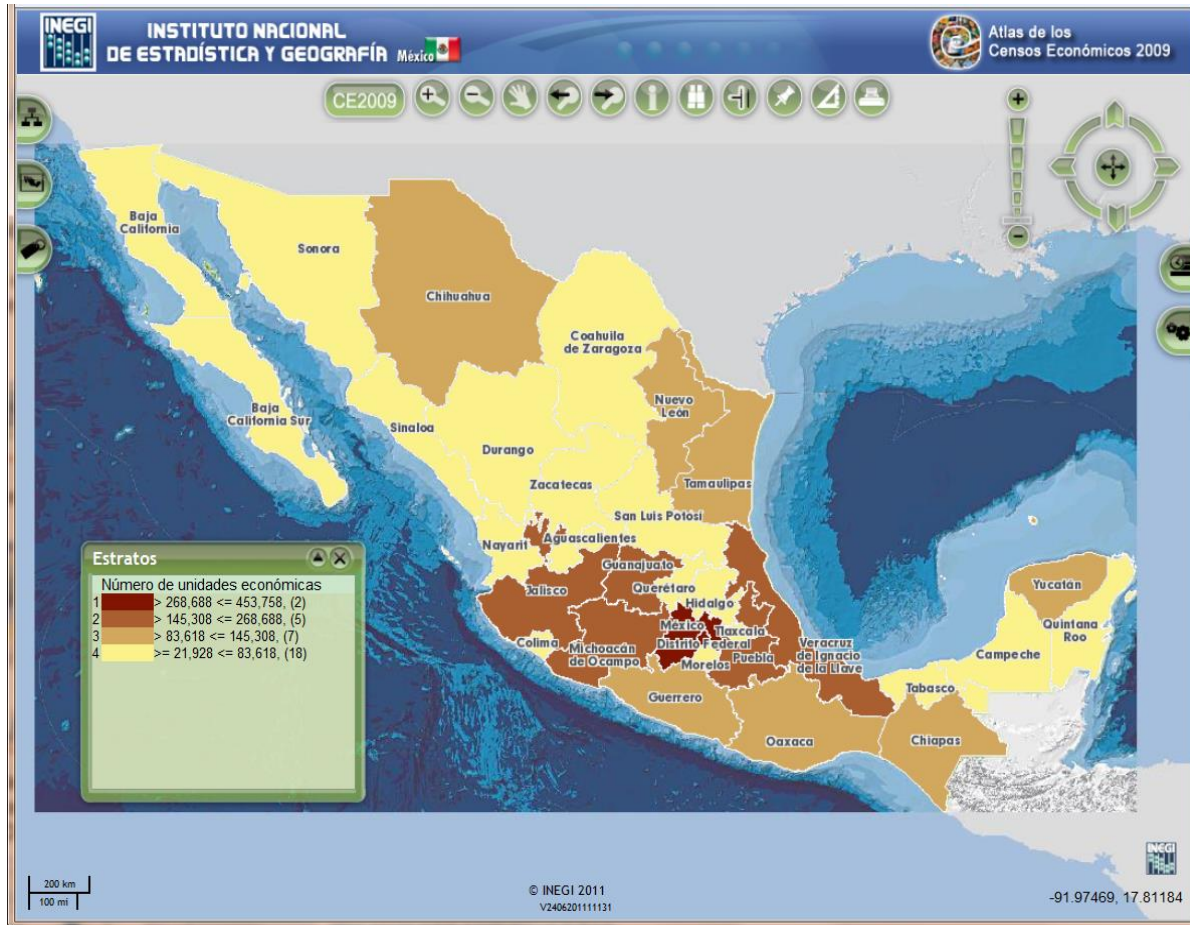 INEGI
INSTITUTO NACIONAL
DE ESTADÍSTICA Y GEOGRAFÍA México
Atlas de los
Censos Económicos 2009
CE2009
Baja
California
Sonora
Chihuahua
Coahuila
de Zaragoza
Nuevo
León
Baja
California Sur
Sinaloa
Durango
Zacatecas
Tamaulipas
San Luis Potosí
Nayarit
Aguascalientes
Guanajuato
Jalisco
Querétaro
Hidalgo
Yucatán
Quintana
Roo
Colima
México
Tlaxcala
Distrito Federal
Michoacán
de Ocampo
Morelos
Puebla
Veracruz
de Ignacio
de la Llave
Campeche
Tabasco
Guerrero
Oaxaca
Chiapas
Estratos
Número de unidades económicas
1 > 268,688 <= 453,758, (2)
2 > 145,308 <= 268,688, (5)
3 > 83,618 <= 145,308, (7)
4 >= 21,928 <= 83,618, (18)
INEGI
200 km
100 mi
© INEGI 2011
V2406201111131
-91.97469, 17.81184